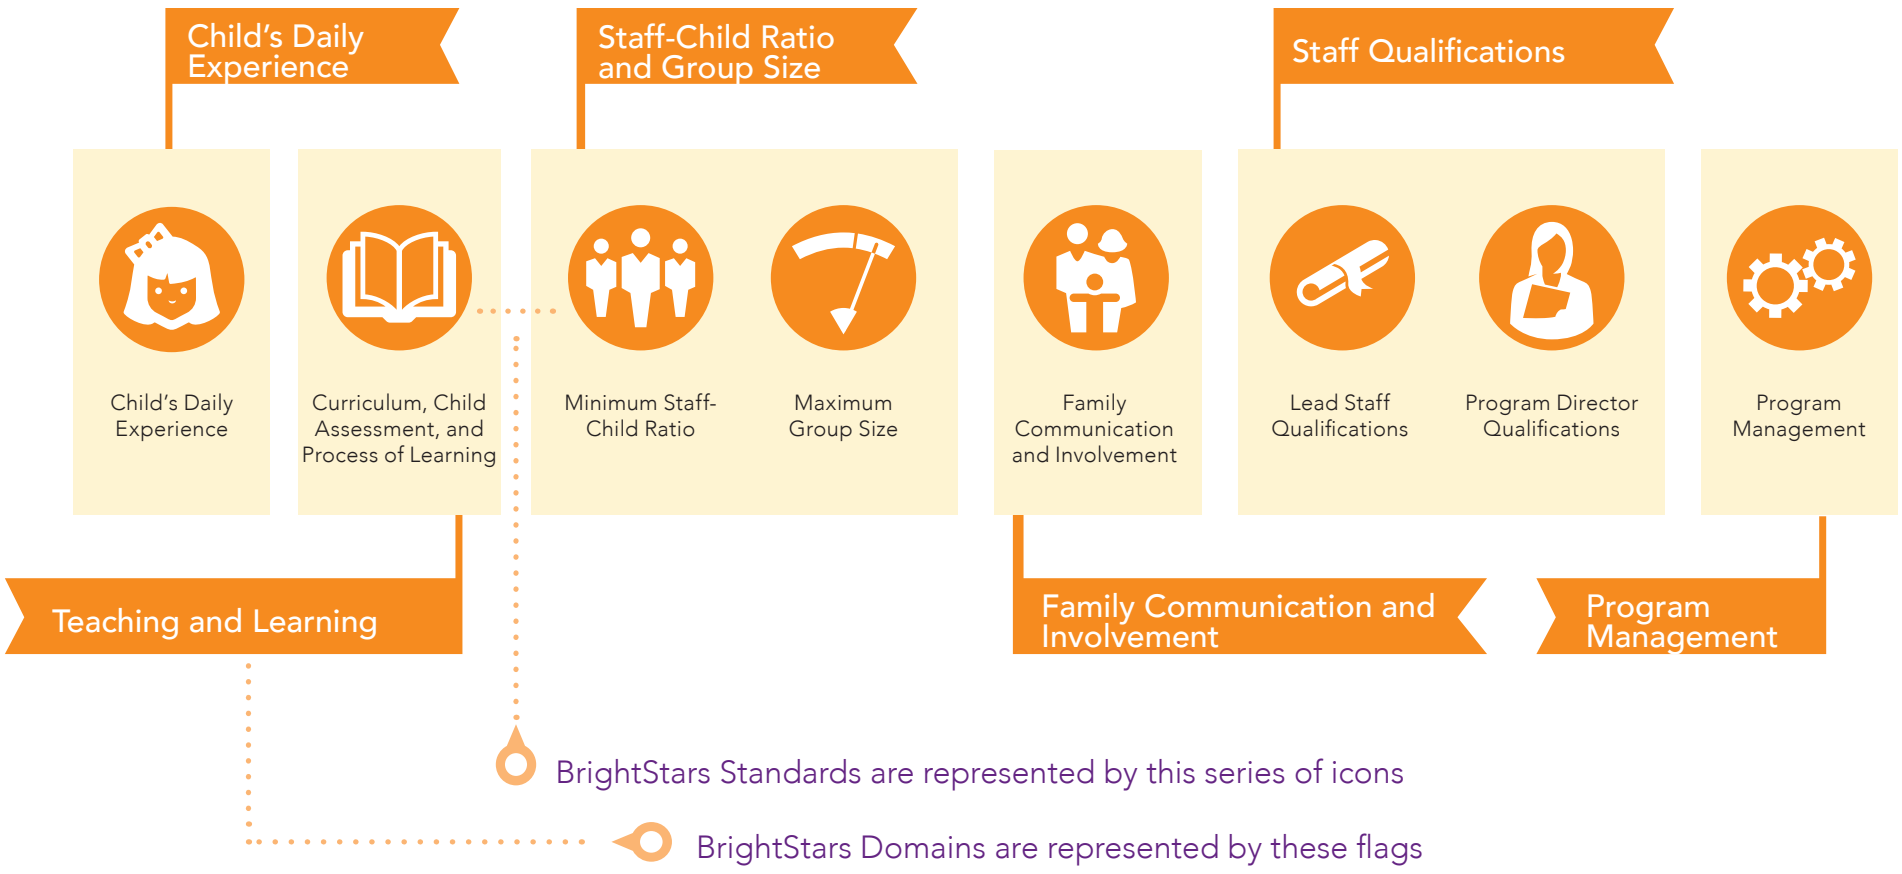 Child's Daily
Experience
Staff-Child Ratio
and Group Size
Staff Qualifications
Child's Daily
Experience
Curriculum, Child
Assessment, and
Process of Learning
Minimum Staff-
Child Ratio
Maximum
Group Size
Family
Communication
and Involvement
Lead Staff
Qualifications
Program Director
Qualifications
Program
Management
Teaching and Learning
Family Communication and
Involvement
Program
Management
BrightStars Standards are represented by this series of icons
BrightStars Domains are represented by these flags